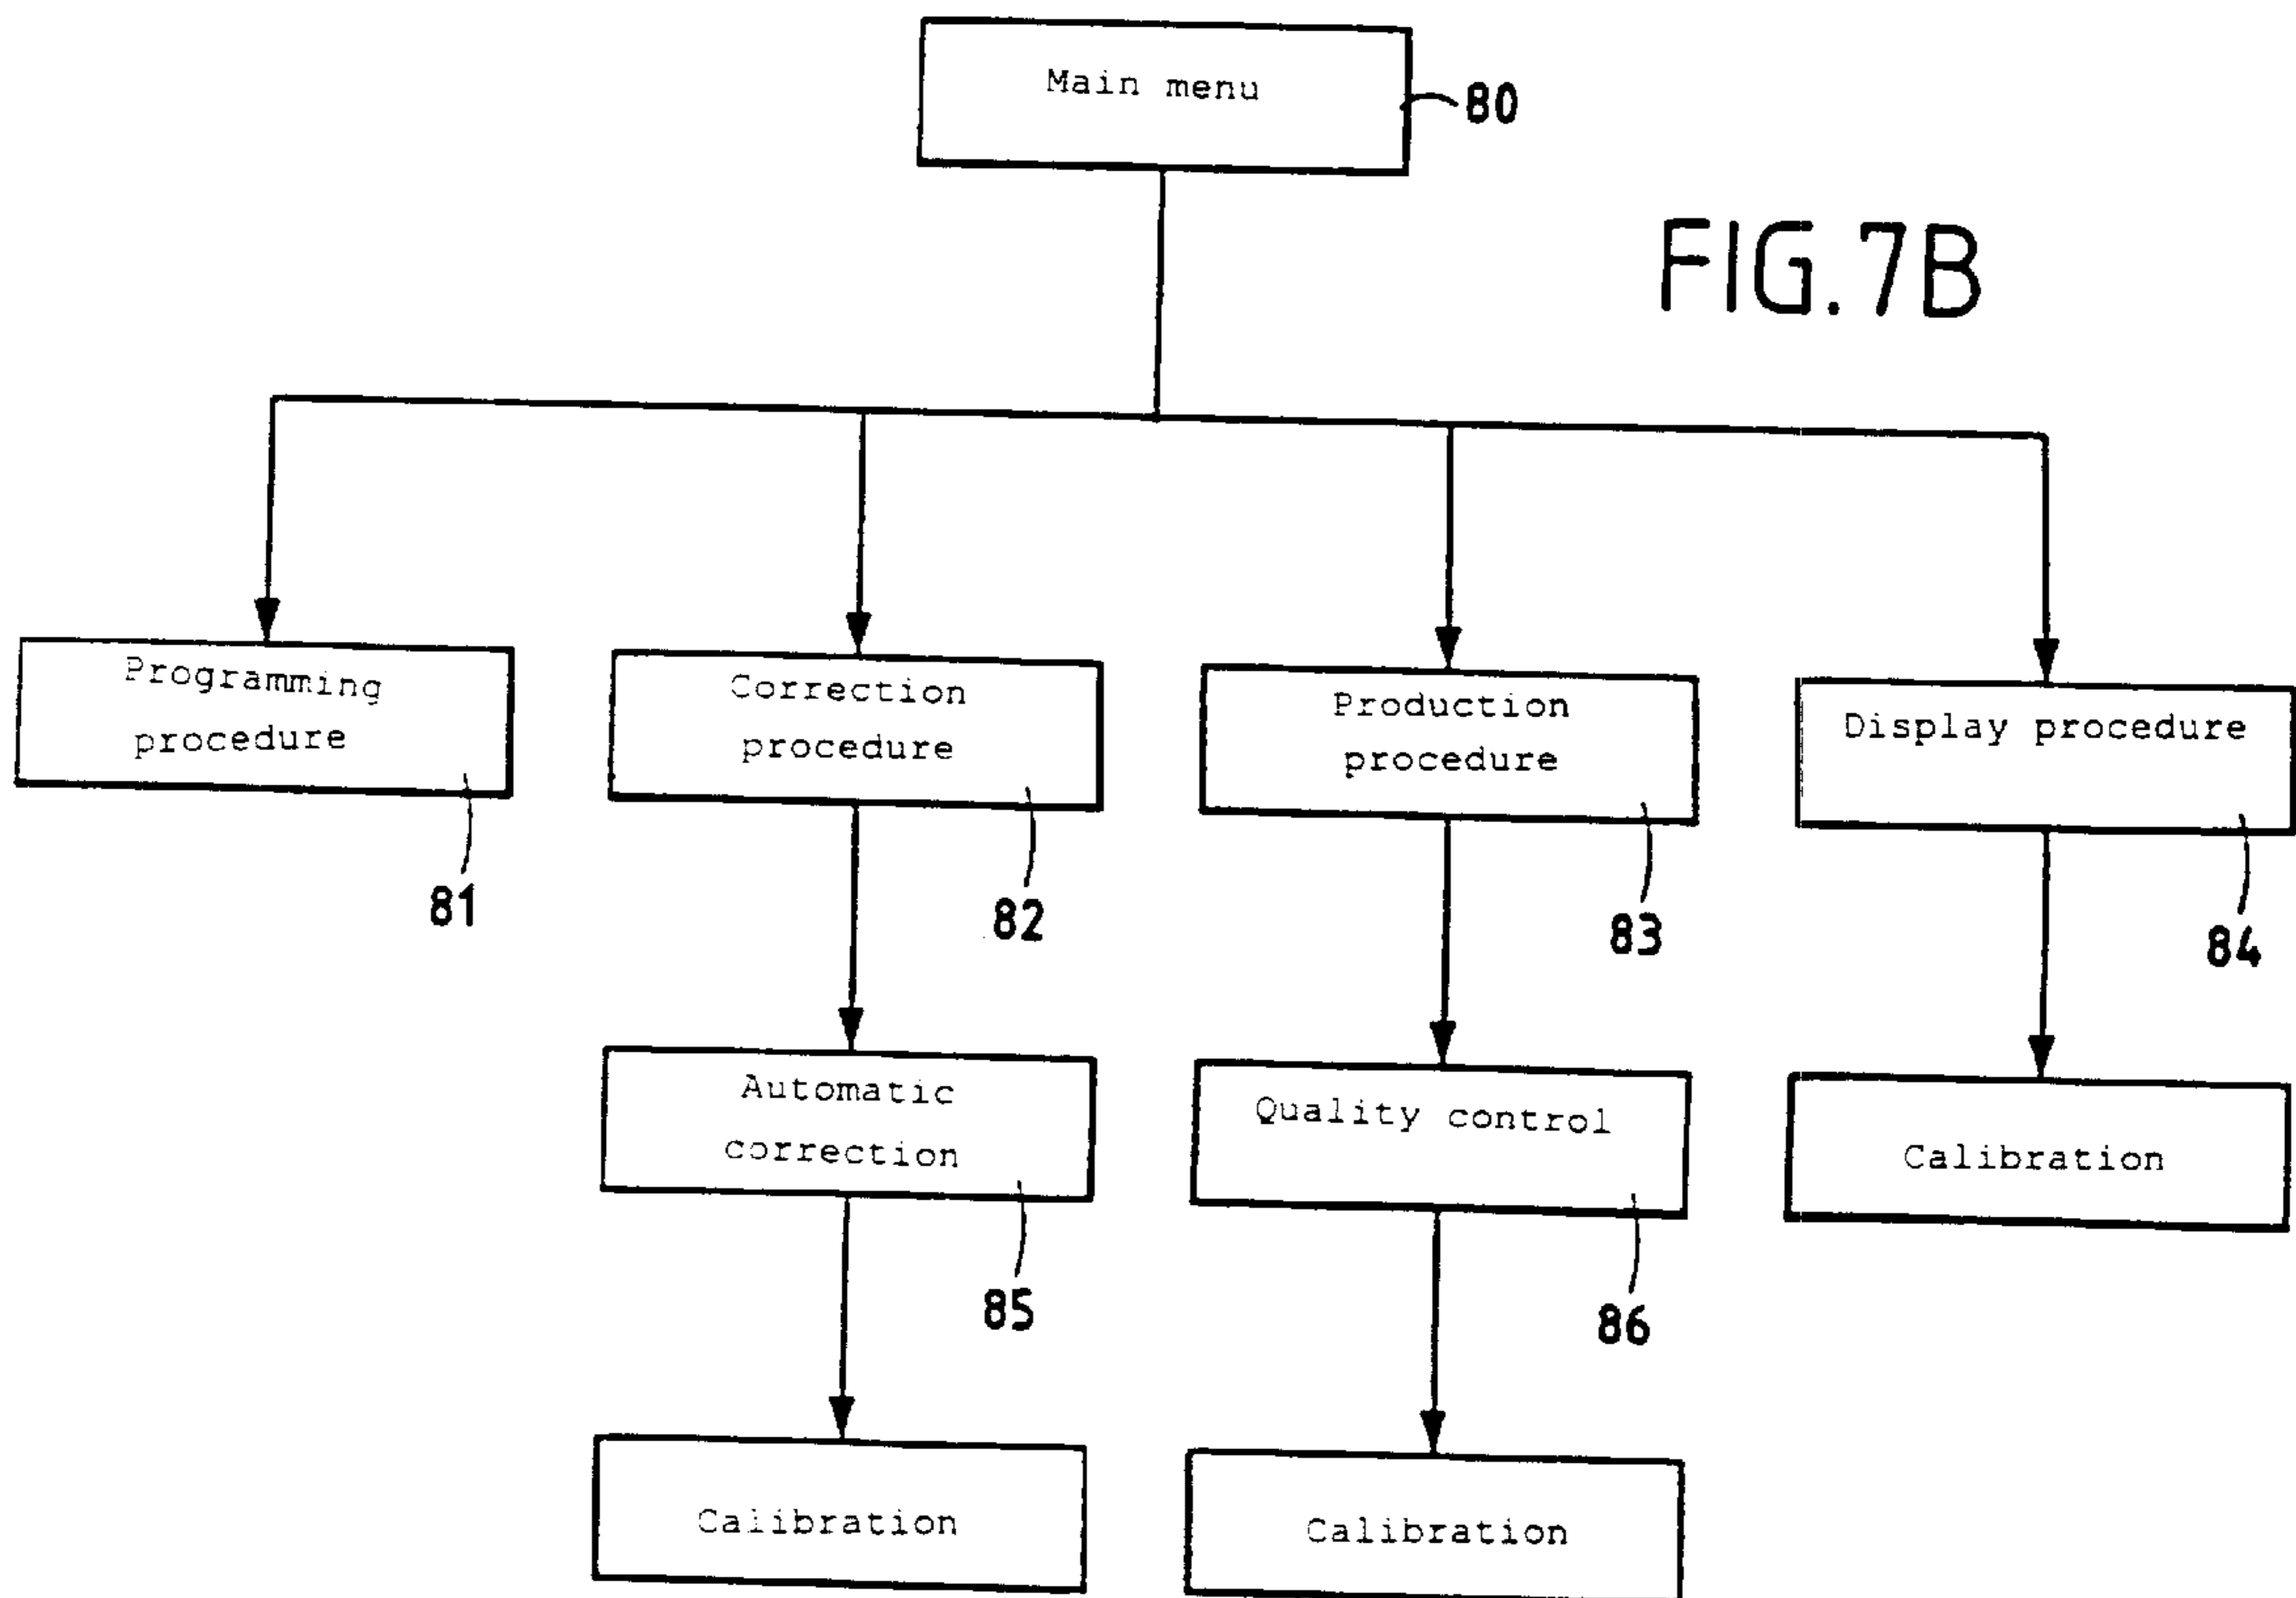 Main menu
80
FIG.7B
Programming
procedure
81
Correction
procedure
82
Production
procedure
83
Display procedure
84
Automatic
correction
85
Quality control
86
Calibration
Calibration
Calibration